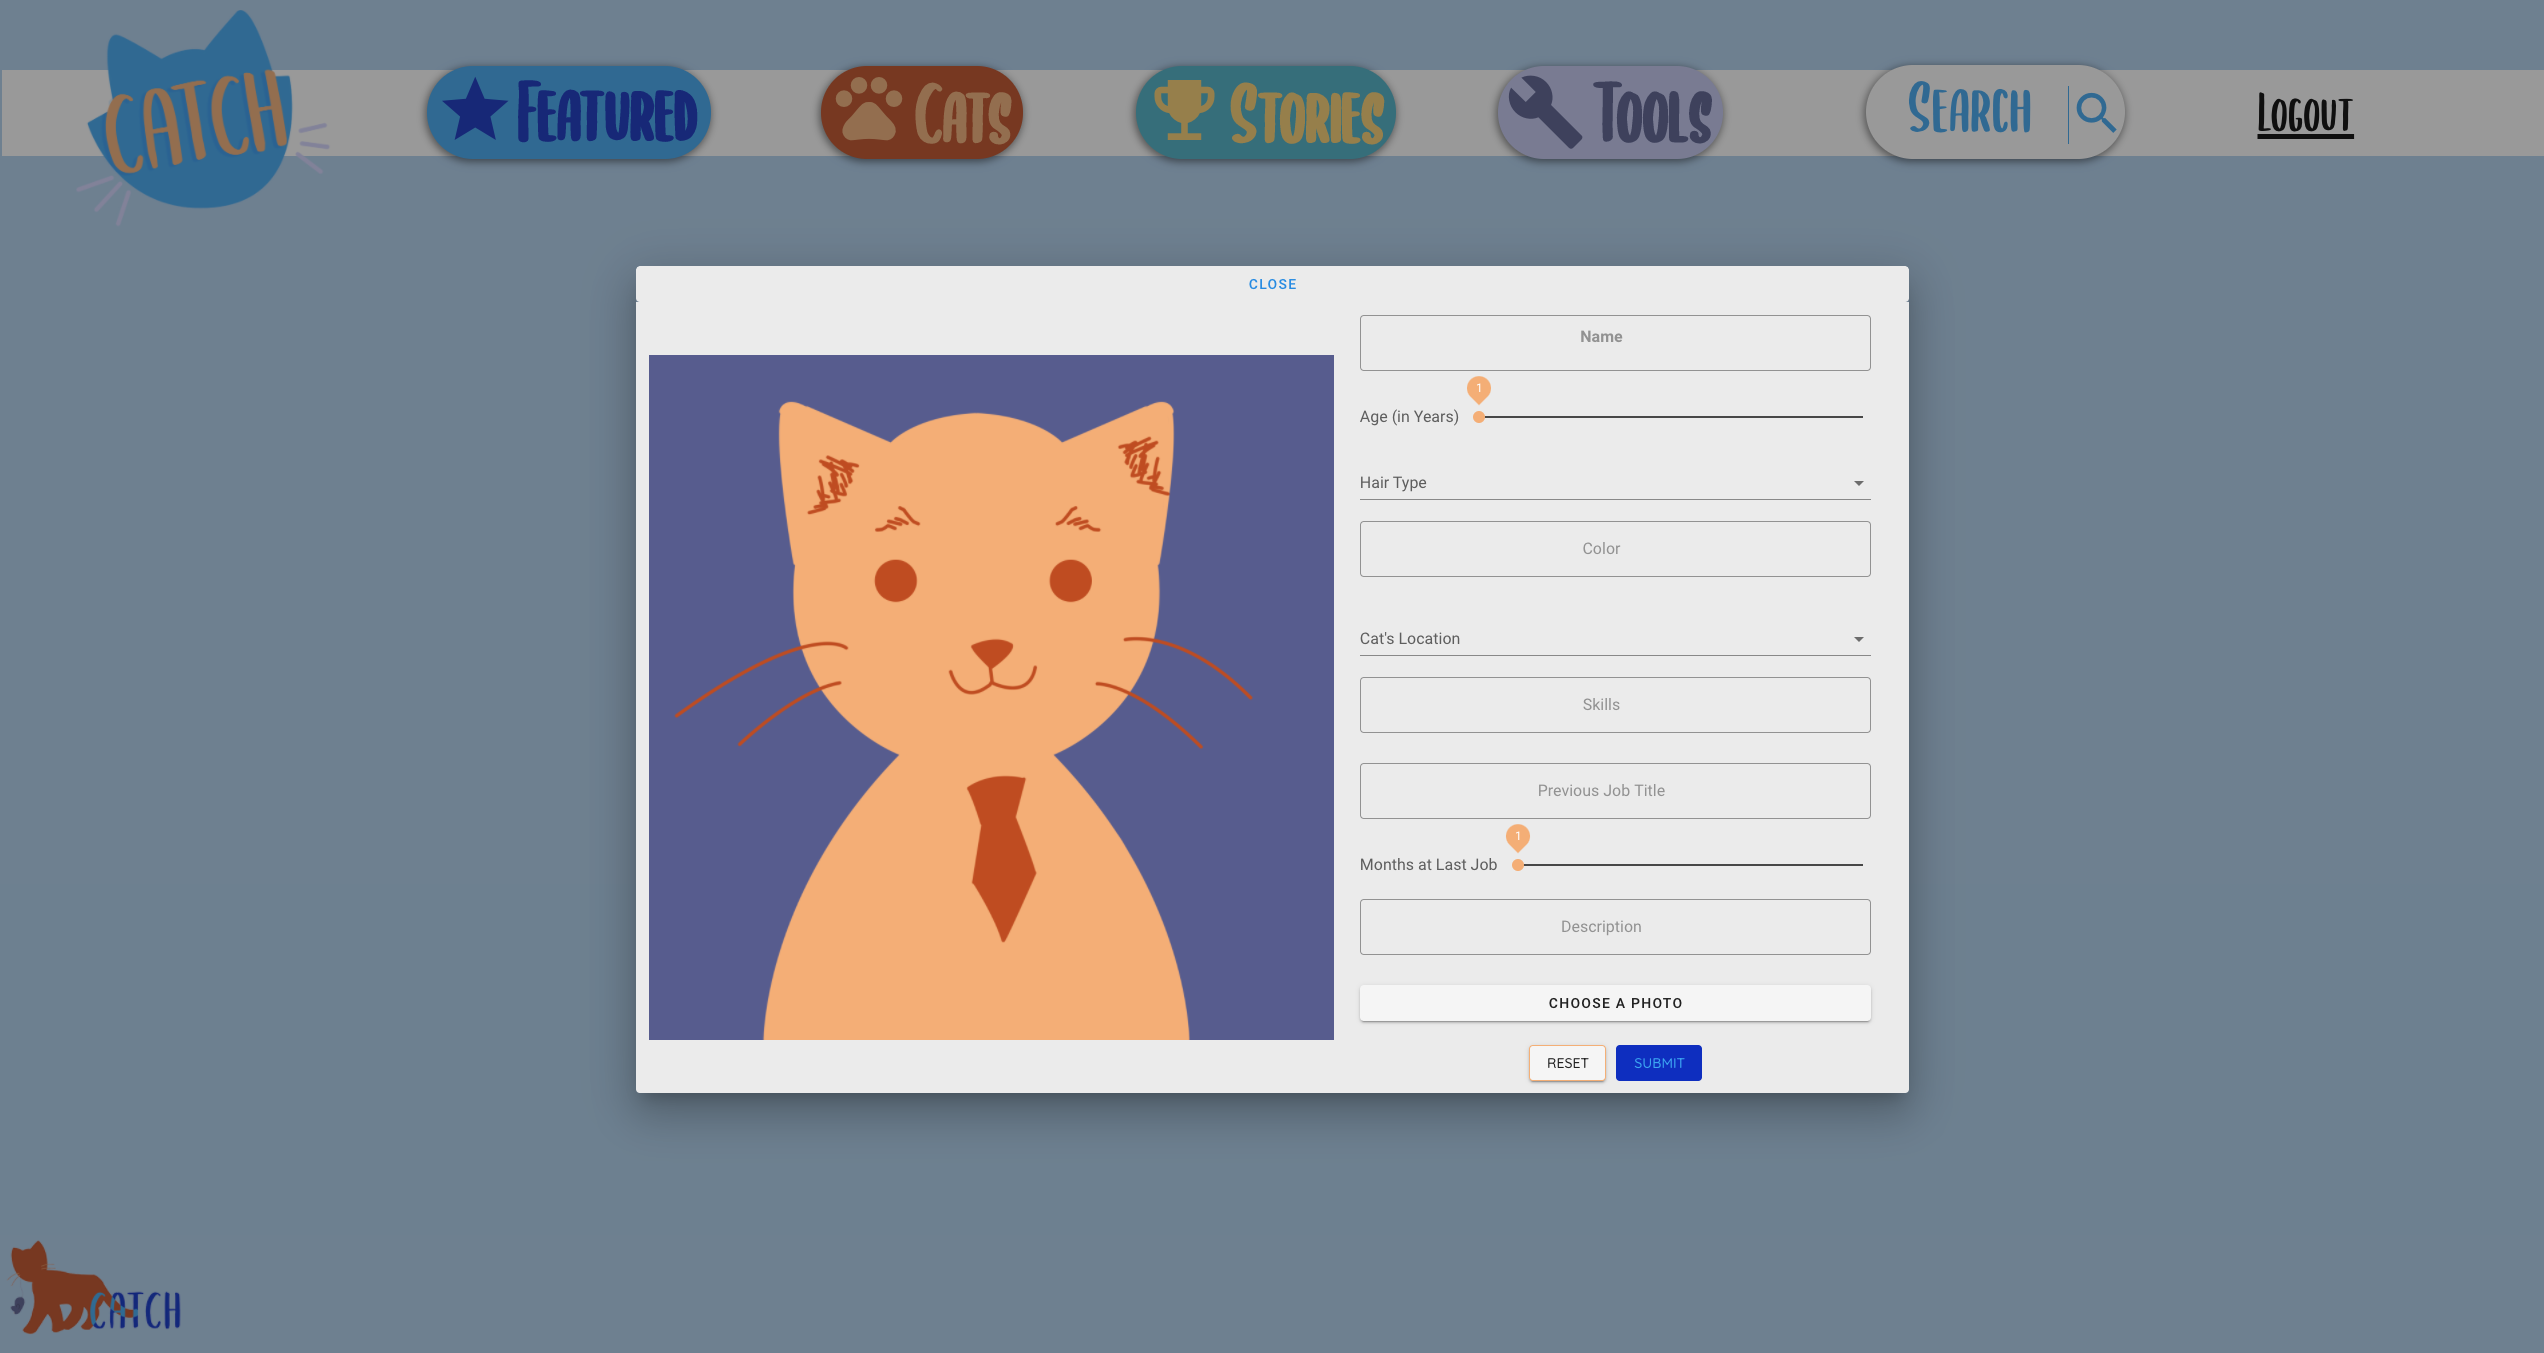 CATCH
Featured
Cats
Stories
Tools
Search
Logout
CLOSE
Name
1
Age (in Years)
Hair Type
Color
Cat's Location
Skills
Previous Job Title
1
Months at Last Job
Description
CHOOSE A PHOTO
RESET
SUBMIT
CATCH